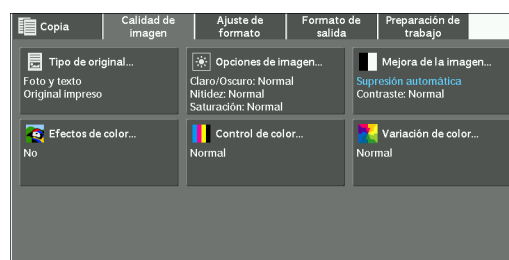 Copia
Calidad de
imagen
Ajuste de
formato
Formato de
salida
Preparación de
trabajo
Tipo de original...
Foto y texto
Original impreso
Opciones de imagen...
Claro/Oscuro: Normal
Nitidez: Normal
Saturación: Normal
Mejora de la imagen...
Supresión automática
Contraste: Normal
Efectos de color...
No
Control de color...
Normal
Variación de color...
Normal